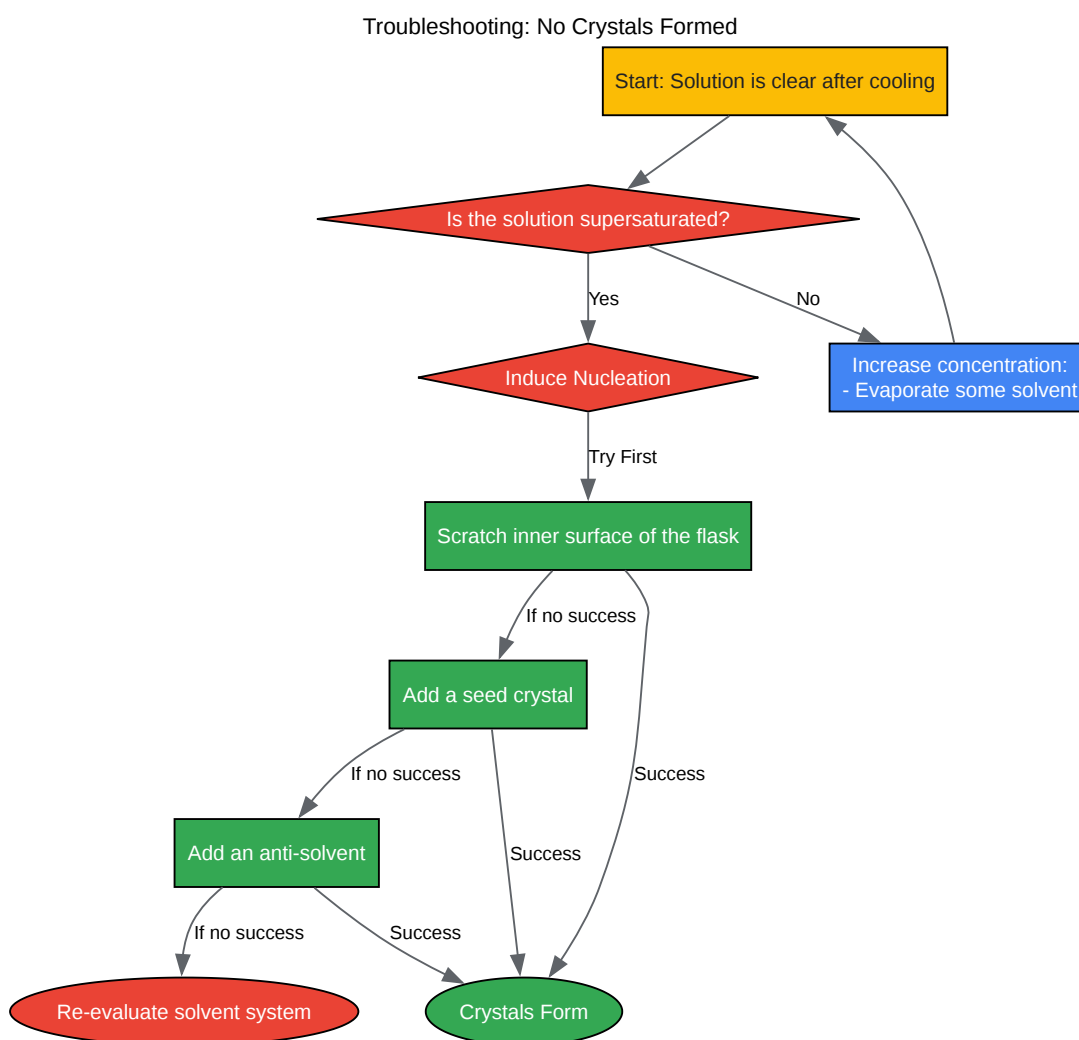 Troubleshooting: No Crystals Formed
Start: Solution is clear after cooling
Is the solution supersaturated?
Yes
No
Induce Nucleation
Increase concentration:
- Evaporate some solvent
Try First
Scratch inner surface of the flask
If no success
Add a seed crystal
If no success
Success
Add an anti-solvent
Success
If no success
Success
Re-evaluate solvent system
Crystals Form